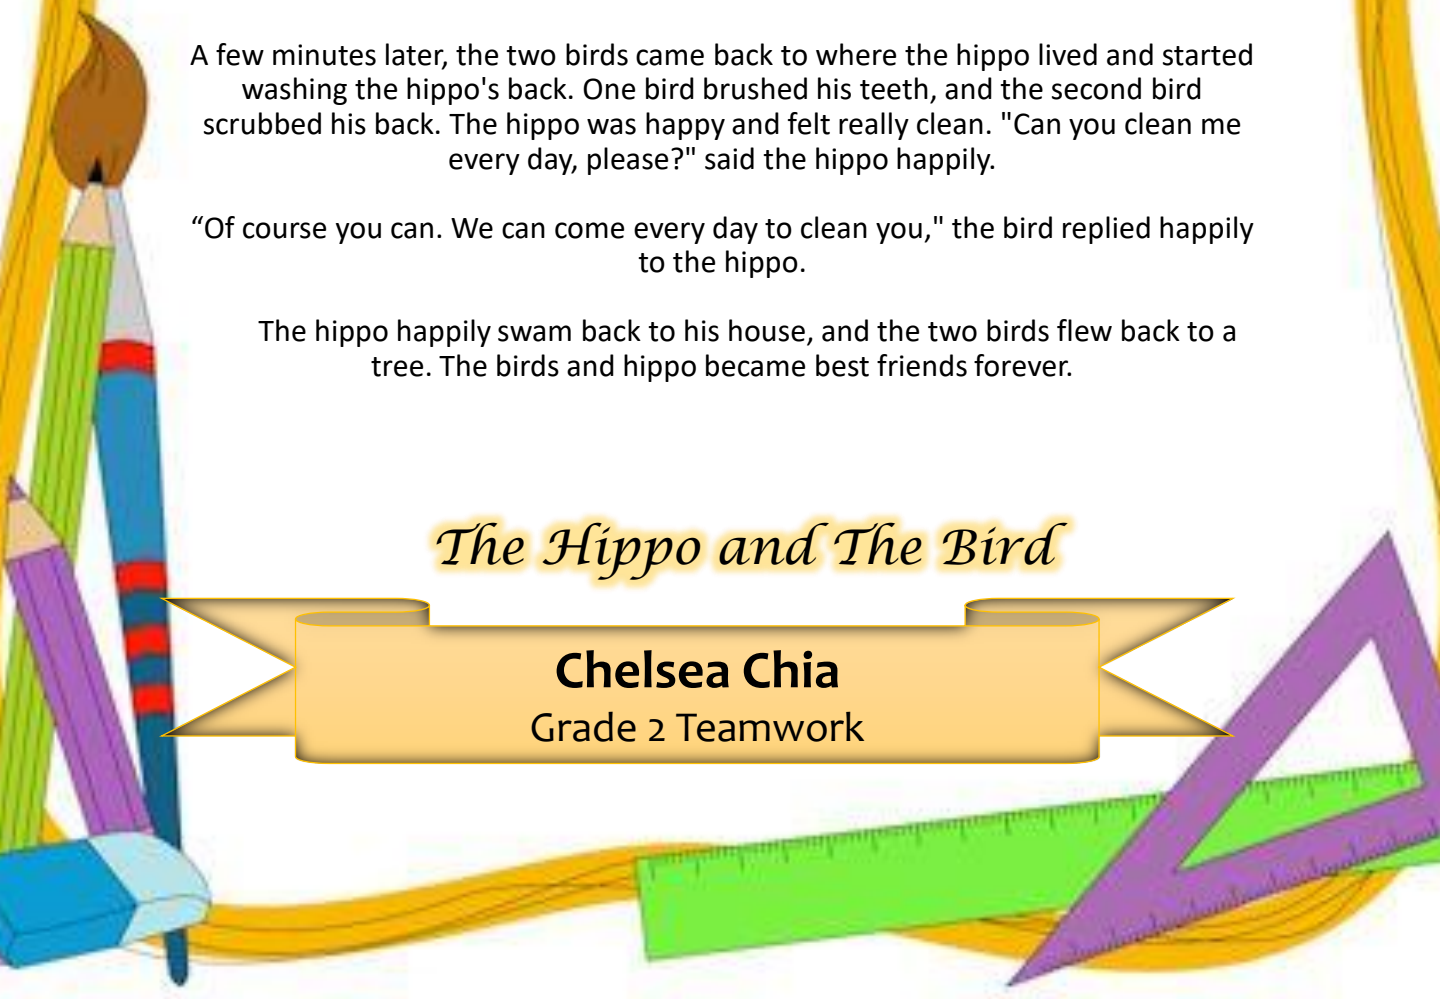 A few minutes later, the two birds came back to where the hippo lived and started
washing the hippo's back. One bird brushed his teeth, and the second bird
scrubbed his back. The hippo was happy and felt really clean. "Can you clean me
every day, please?" said the hippo happily.
“Of course you can. We can come every day to clean you," the bird replied happily
to the hippo.
The hippo happily swam back to his house, and the two birds flew back to a
tree. The birds and hippo became best friends forever.
The Hippo and The Bird
Chelsea Chia
Grade 2 Teamwork